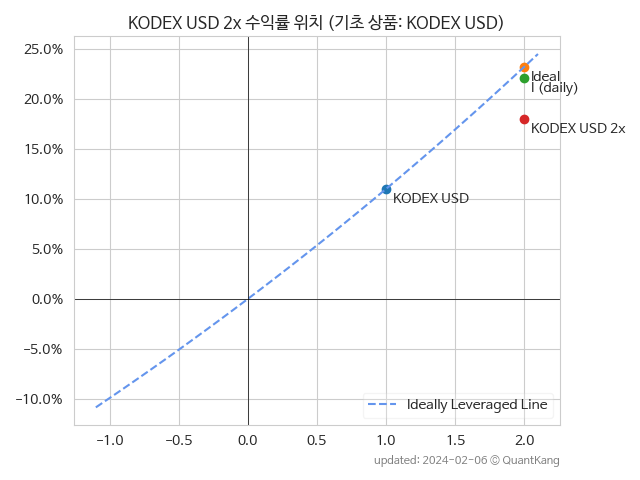 KODEX USD 2x 수익률 위치 (기초 상품: KODEX USD)
25.0%
20.0%
15.0%
10.0%
5.0%
0.0%
−5.0%
−10.0%
Ideal
I (daily)
KODEX USD 2x
KODEX USD
Ideally Leveraged Line
−1.0 −0.5 0.0 0.5 1.0 1.5 2.0
updated: 2024-02-06 © QuantKang